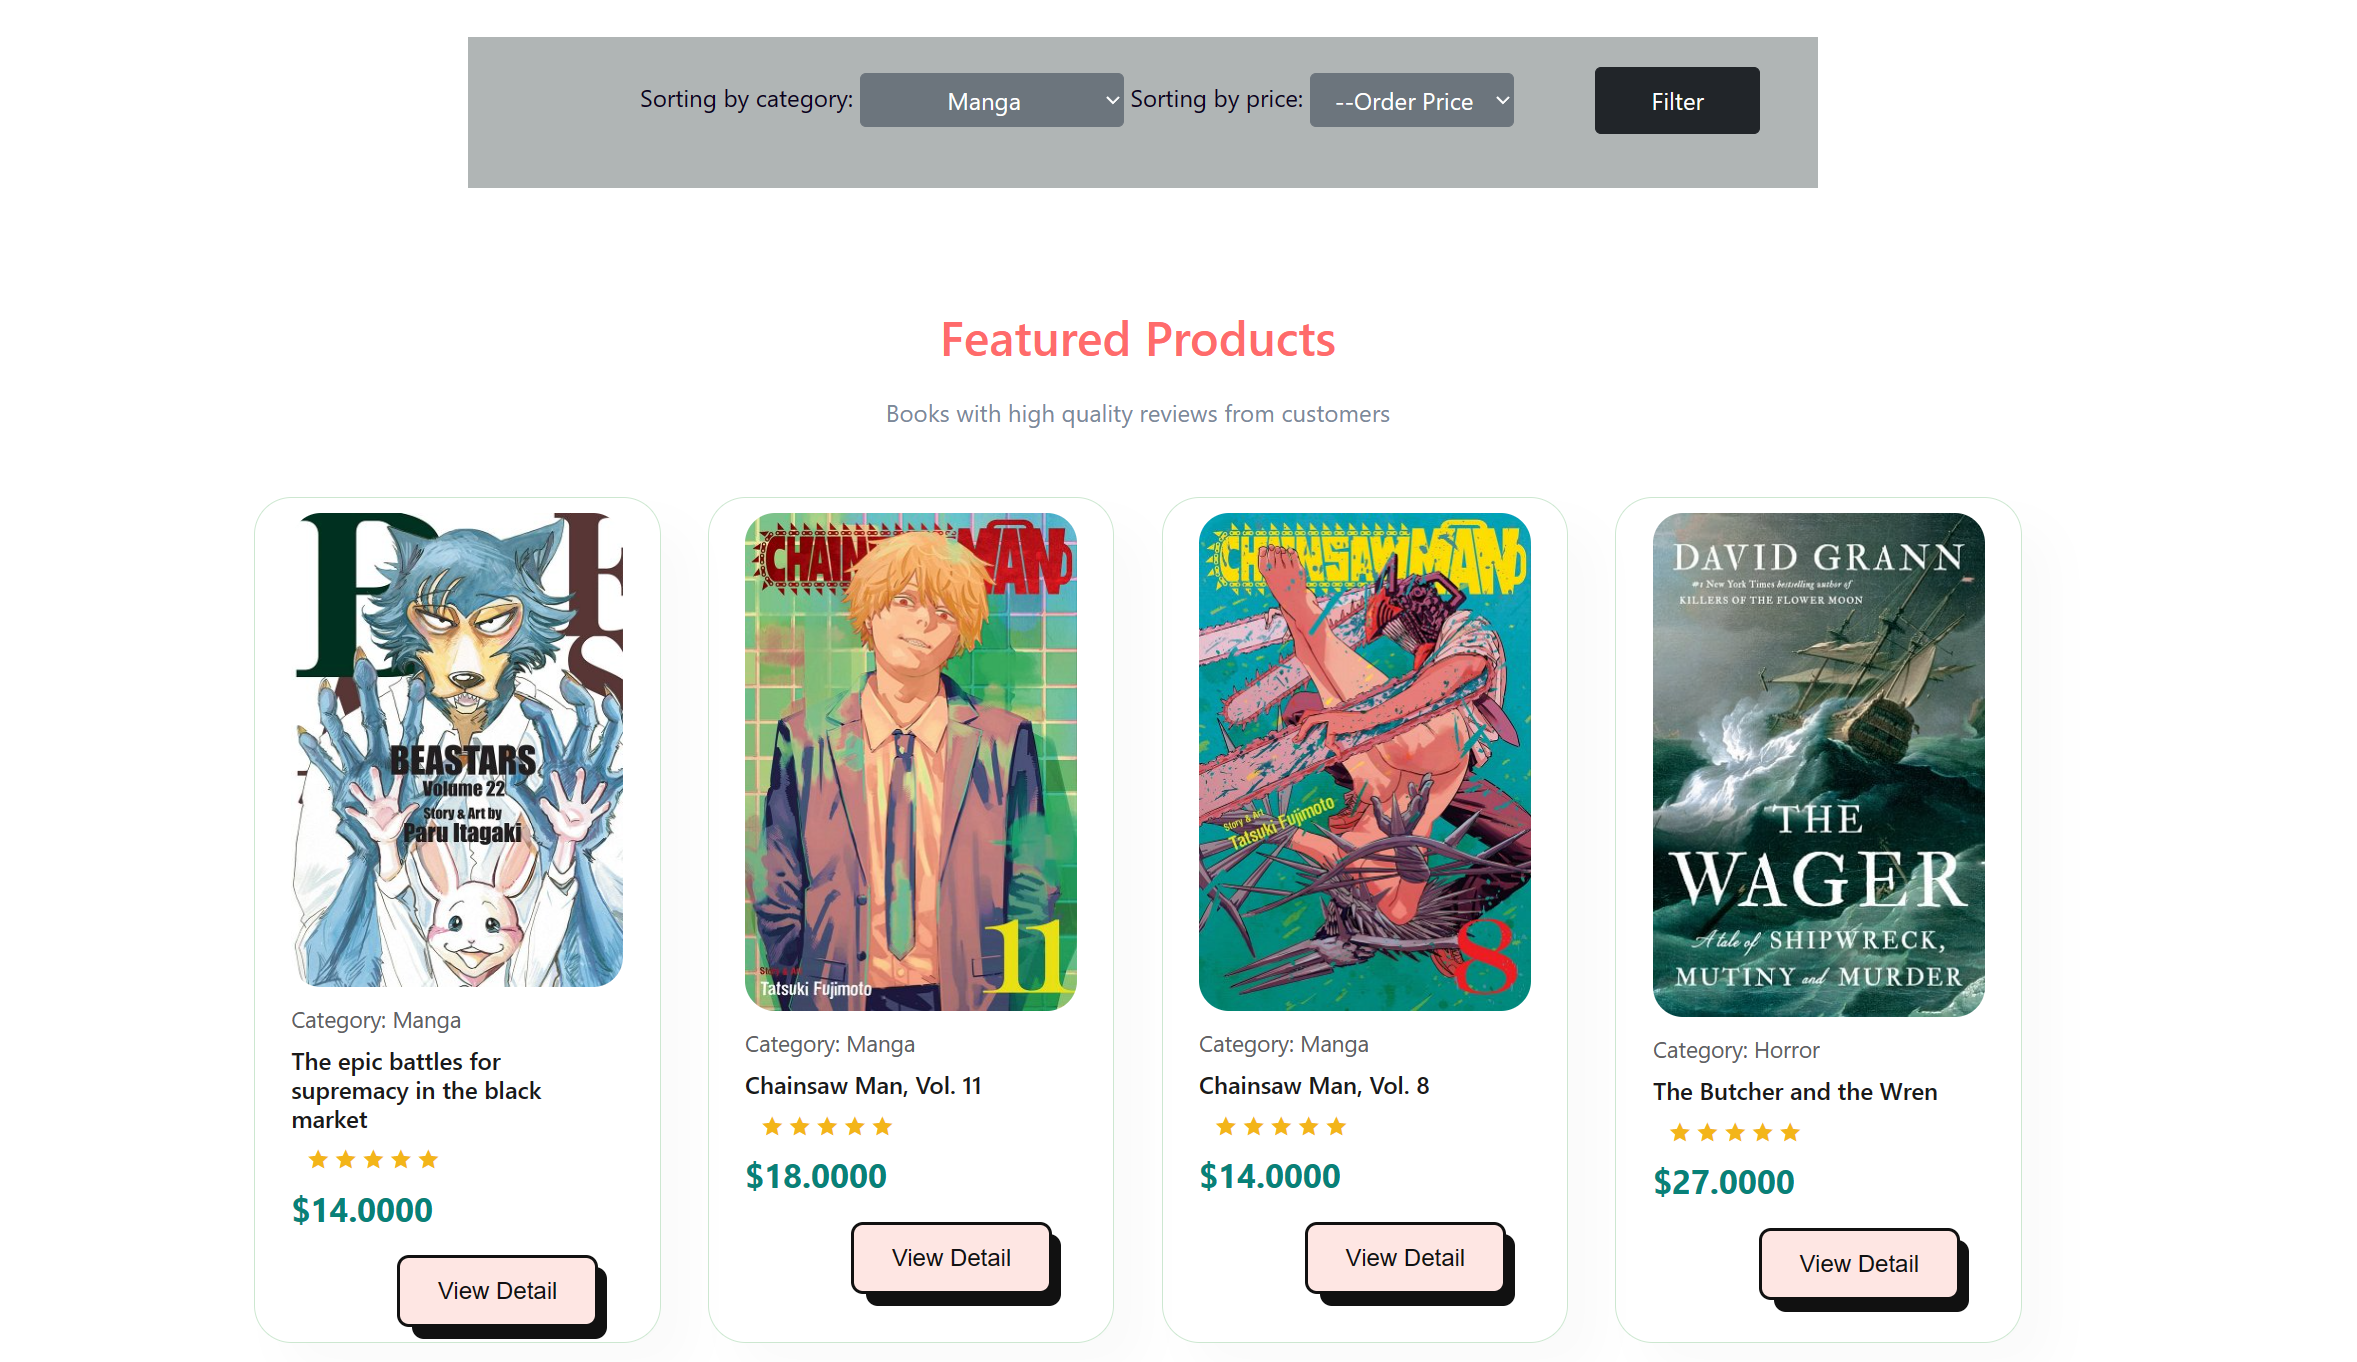 Sorting by category: Manga Sorting by price: --Order Price Filter
Featured Products
Books with high quality reviews from customers
BEASTARS
Volume 22
Story & Art by
Paru Itagaki
Category: Manga
The epic battles for
supremacy in the black
market
$14.0000
View Detail
CHAINSAW MAN
Story & Art
Tatsuki Fujimoto
11
Category: Manga
Chainsaw Man, Vol. 11
$18.0000
View Detail
CHAINSAWMAN
Story & Art
Tatsuki Fujimoto
8
Category: Manga
Chainsaw Man, Vol. 8
$14.0000
View Detail
DAVID GRANN
#1 New York Times bestselling author of
KILLERS OF THE FLOWER MOON
THE
WAGER
A tale of SHIPWRECK,
MUTINY and MURDER
Category: Horror
The Butcher and the Wren
$27.0000
View Detail